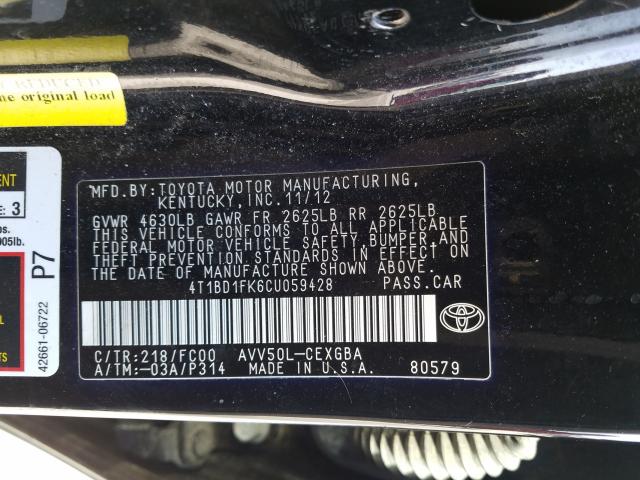 REDUCED
original load
ENT
E: 3
bs.
905lb.
P7
42661-06722
MFD.BY:TOYOTA MOTOR MANUFACTURING,
KENTUCKY,INC.11/12
GVWR 4630LB GAWR FR 2625LB RR 2625LB
THIS VEHICLE CONFORMS TO ALL APPLICABLE
FEDERAL MOTOR VEHICLE SAFETY,BUMPER,AND
THEFT PREVENTION STANDARDS IN EFFECT ON
THE DATE OF MANUFACTURE SHOWN ABOVE.
4T1BD1FK6CU059428 PASS.CAR
C/TR:218/FC00 AVV50L-CEXGBA
A/TM:-03A/P314 MADE IN U.S.A. 80579